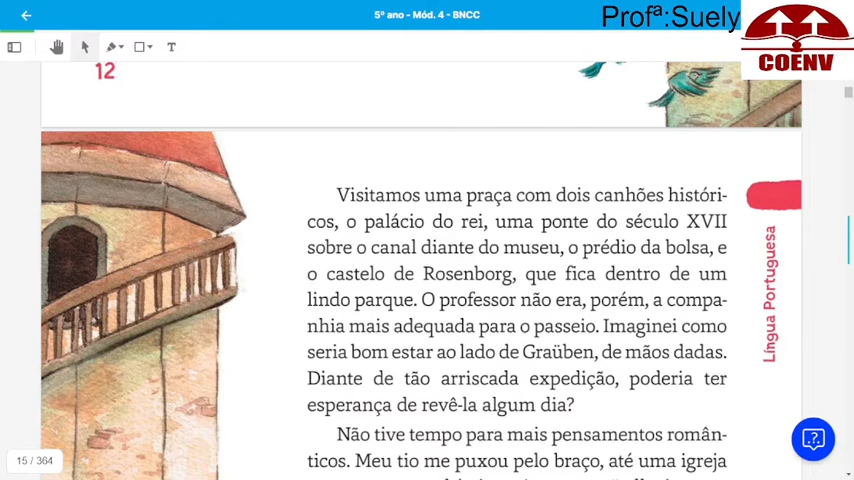 5º ano - Mód. 4 - BNCC
Profª:Suely
COENV
12
Visitamos uma praça com dois canhões históri-
cos, o palácio do rei, uma ponte do século XVII
sobre o canal diante do museu, o prédio da bolsa, e
o castelo de Rosenborg, que fica dentro de um
lindo parque. O professor não era, porém, a compa-
nhia mais adequada para o passeio. Imaginei como
seria bom estar ao lado de Graüben, de mãos dadas.
Diante de tão arriscada expedição, poderia ter
esperança de revê-la algum dia?
Não tive tempo para mais pensamentos român-
ticos. Meu tio me puxou pelo braço, até uma igreja
Língua Portuguesa
15 / 364